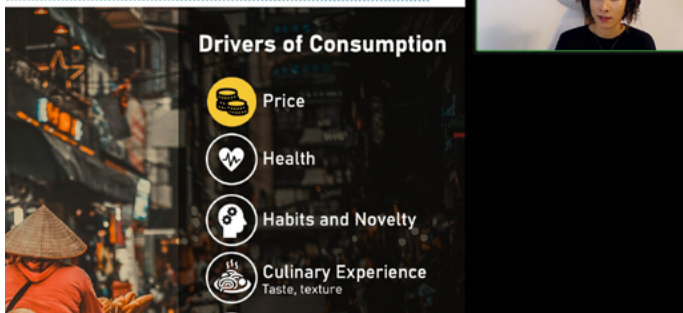 Drivers of Consumption
Price
Health
Habits and Novelty
Culinary Experience
Taste, texture